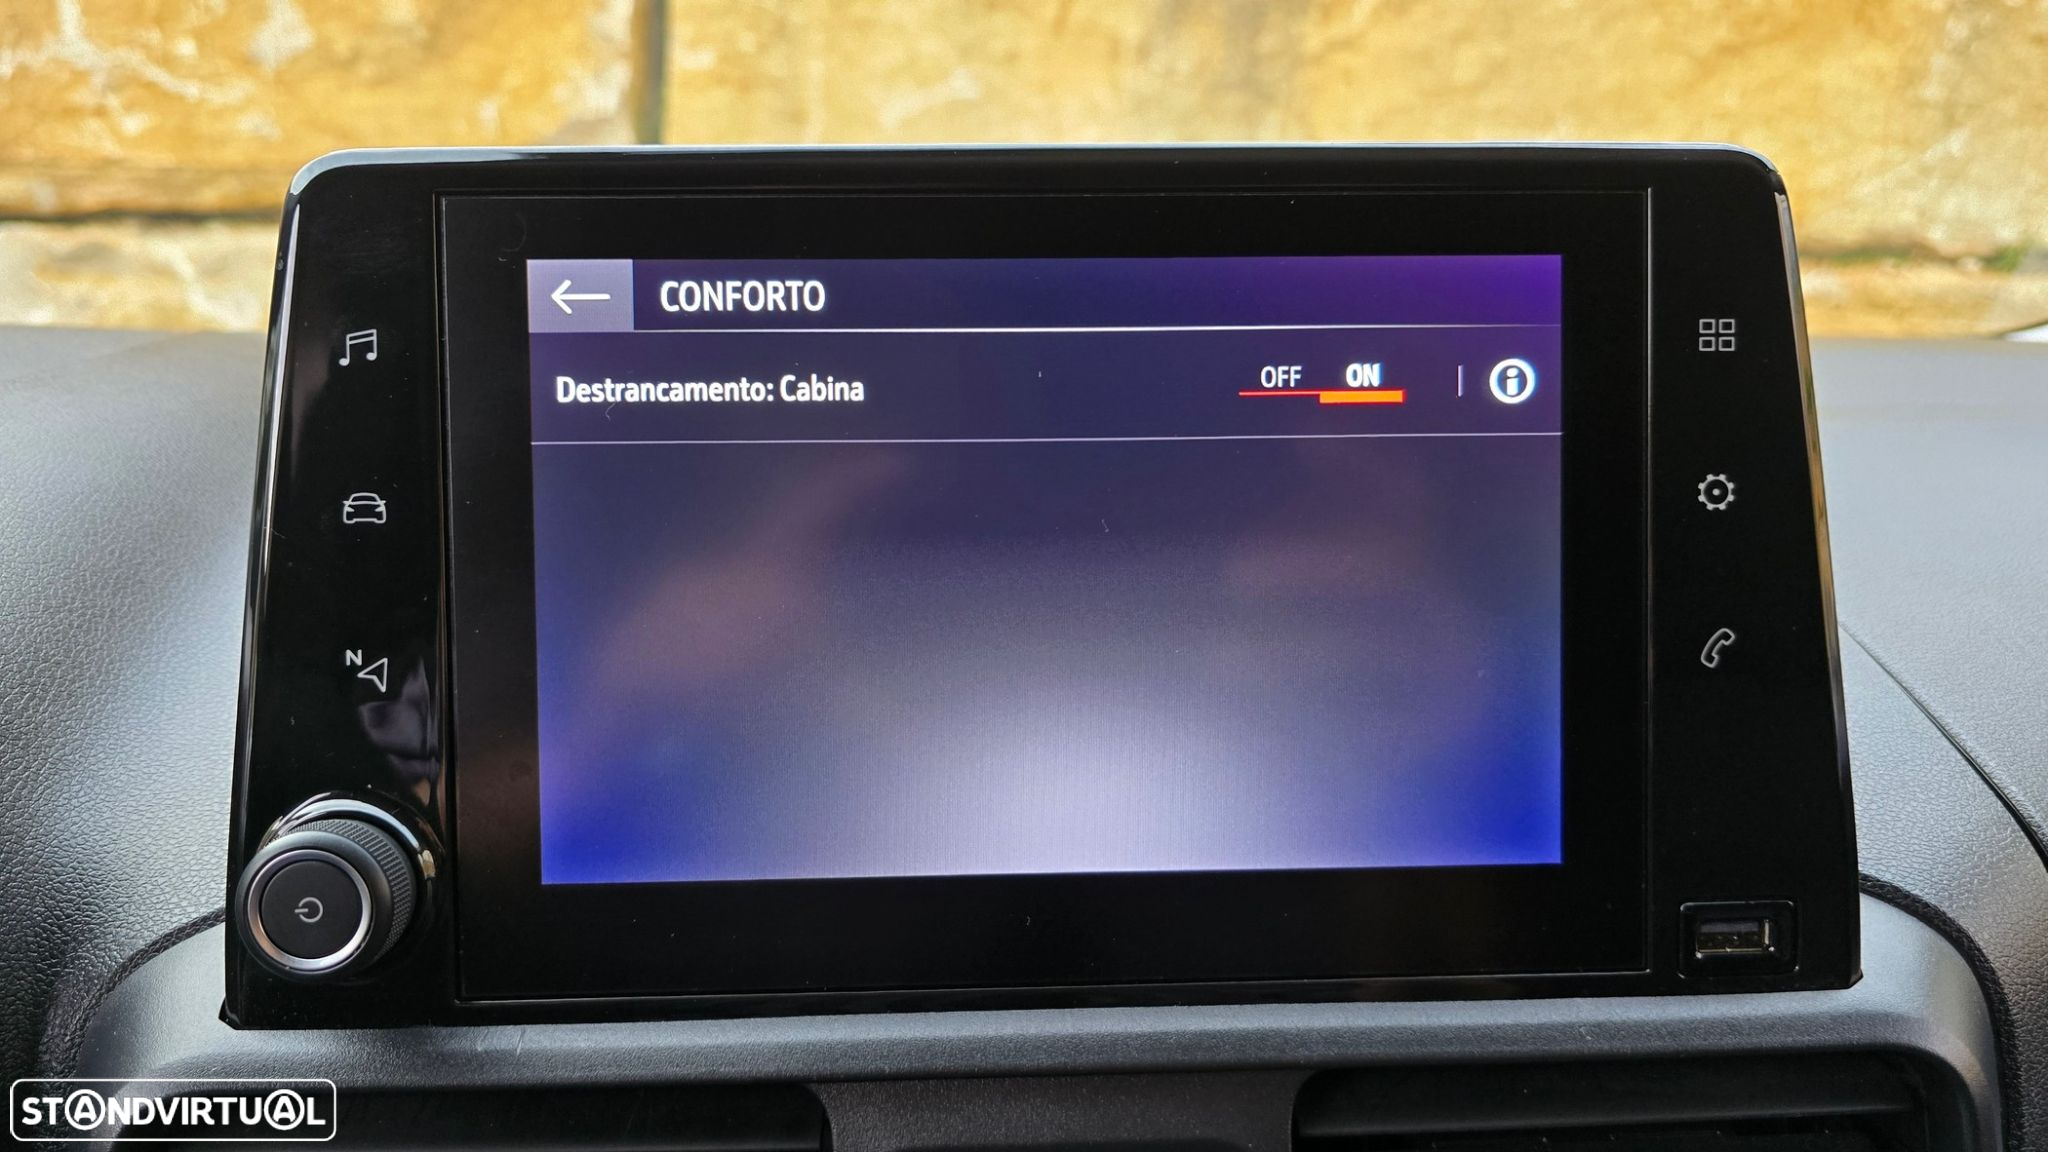 CONFORTO
Destrancamento: Cabina
OFF ON
N
STANDVIRTUAL